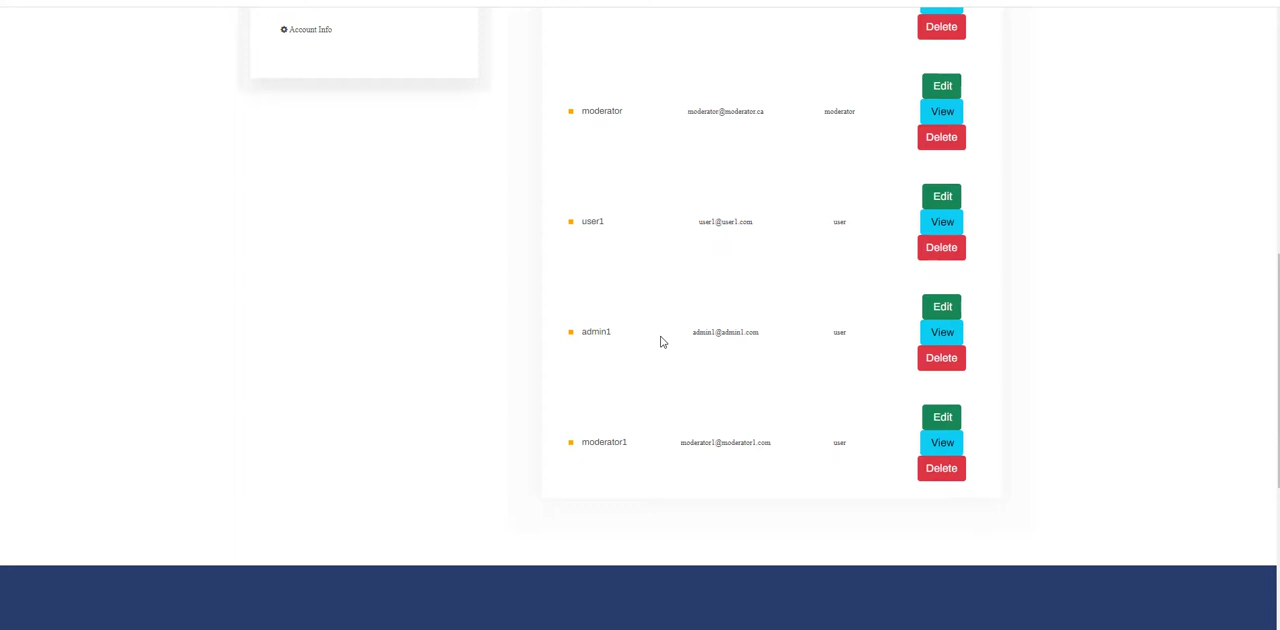 Account Info
Delete
Edit
moderator moderator@moderator.ca moderator View
Delete
Edit
user1 user1@user1.com user View
Delete
Edit
admin1 admin1@admin1.com user View
Delete
Edit
moderator1 moderator1@moderator1.com user View
Delete